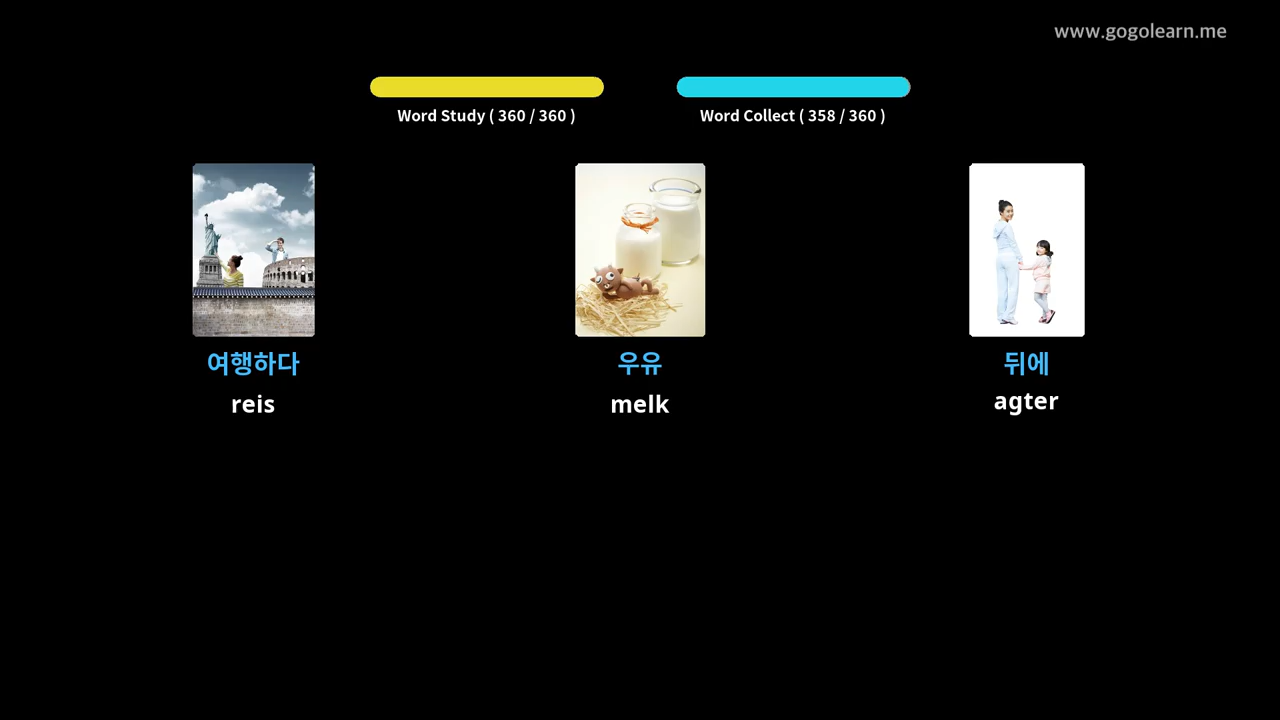 www.gogolearn.me
Word Study ( 360 / 360 )
Word Collect ( 358 / 360 )
여행하다
우유
뒤에
reis
melk
agter